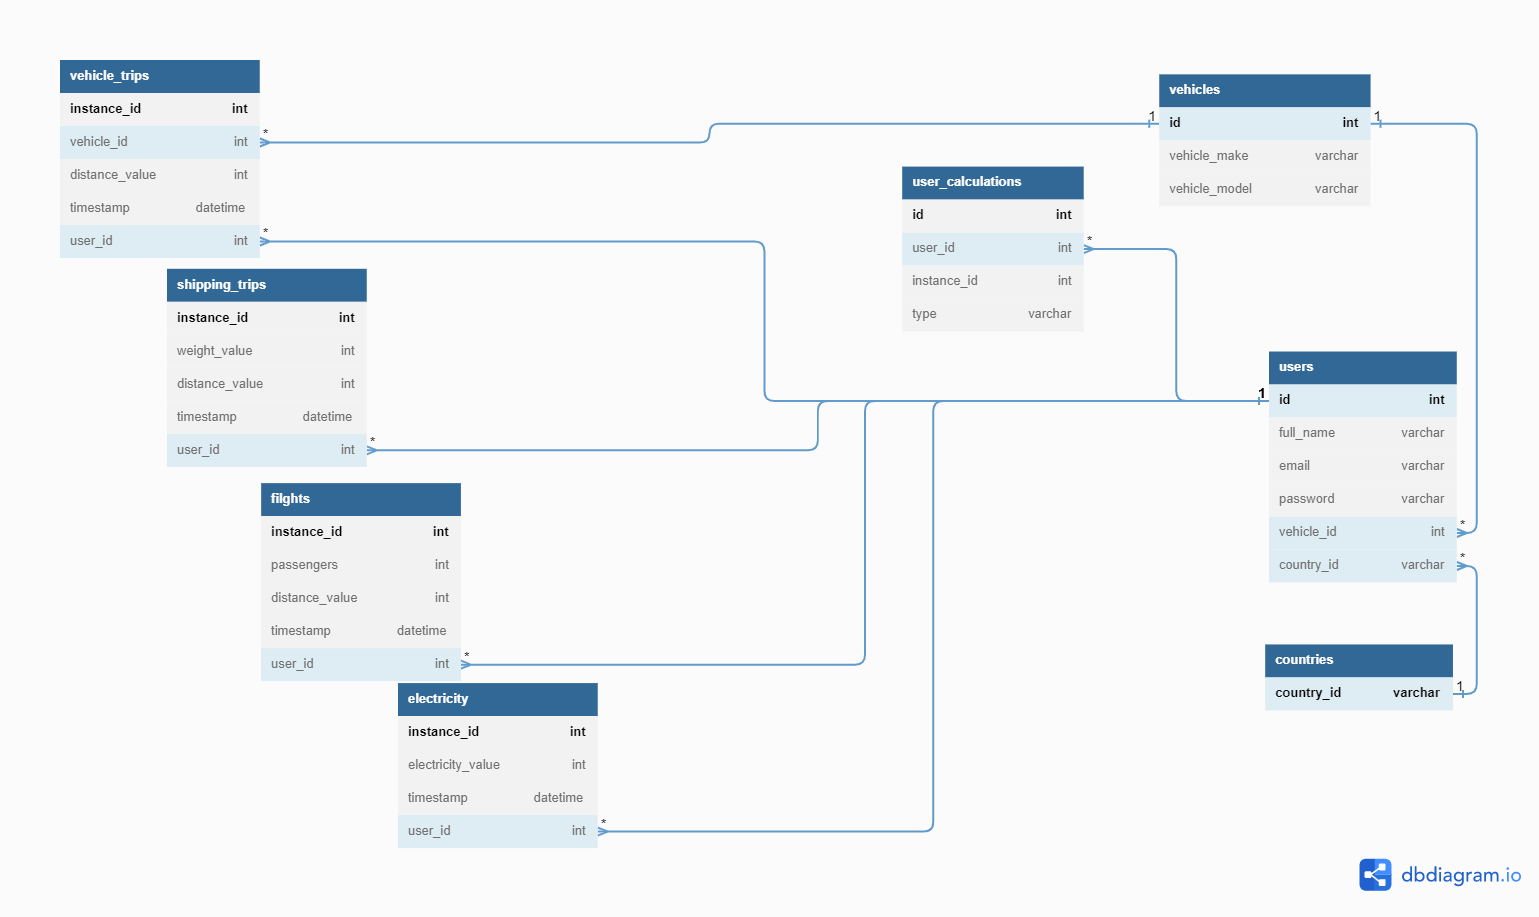 vehicle_trips
instance_id int
*
vehicle_id int
distance_value int
timestamp datetime
*
user_id int
shipping_trips
instance_id int
weight_value int
distance_value int
timestamp datetime
*
user_id int
filghts
instance_id int
passengers int
distance_value int
timestamp datetime
*
user_id int
electricity
instance_id int
electricity_value int
timestamp datetime
*
user_id int
user_calculations
id int
*
user_id int
instance_id int
type varchar
vehicles
1 1
id int
vehicle_make varchar
vehicle_model varchar
users
1
id int
full_name varchar
email varchar
password varchar
*
vehicle_id int
*
country_id varchar
countries
1
country_id varchar
dbdiagram.io